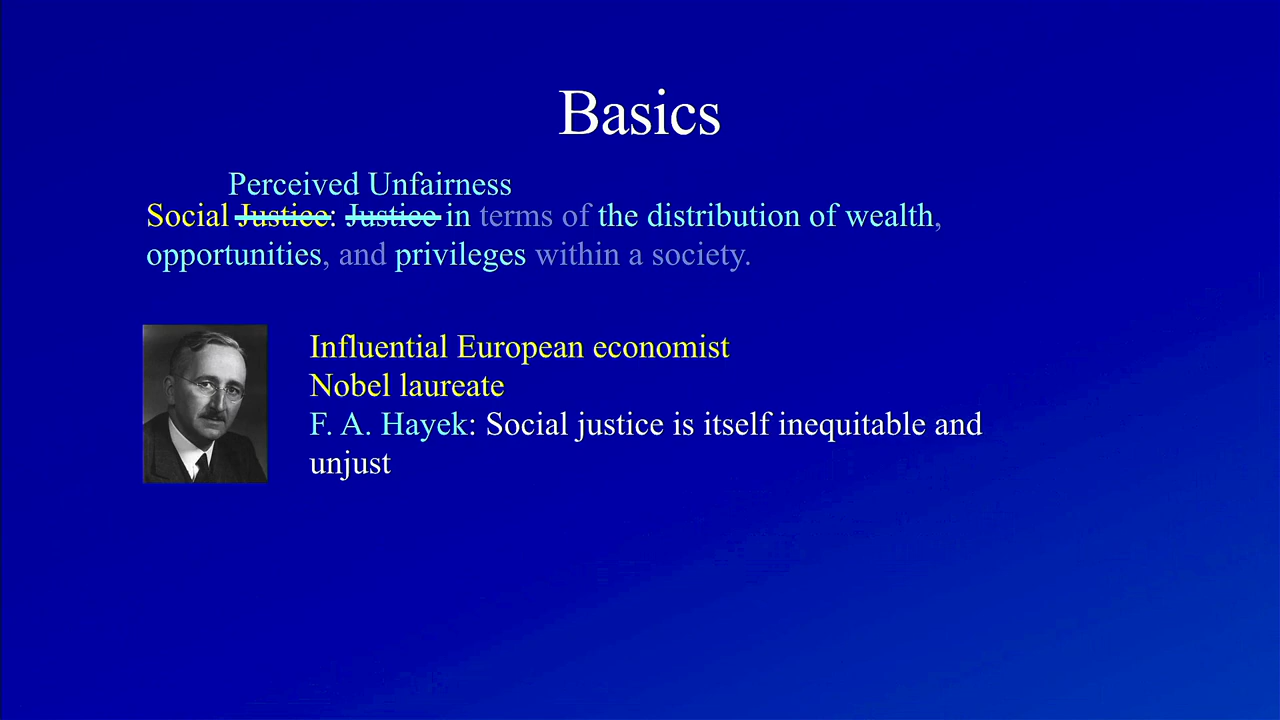 Basics
Perceived Unfairness
Social Justice: Justice in terms of the distribution of wealth,
opportunities, and privileges within a society.
Influential European economist
Nobel laureate
F. A. Hayek: Social justice is itself inequitable and
unjust